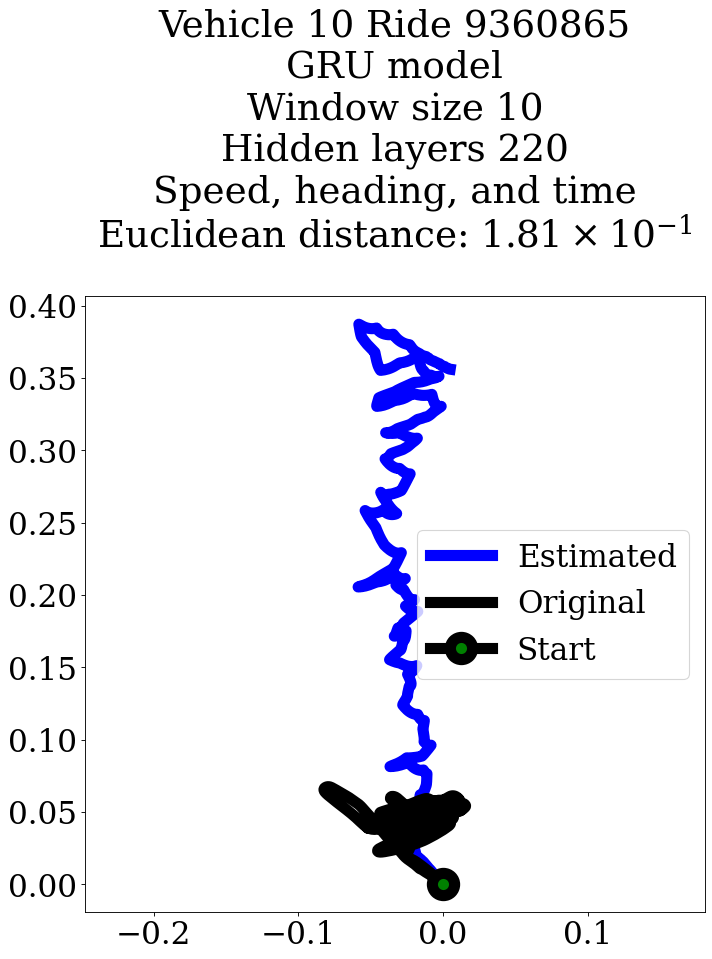 Vehicle 10 Ride 9360865
GRU model
Window size 10
Hidden layers 220
Speed, heading, and time
Euclidean distance: 1.81 × 10⁻¹
0.40
0.35
0.30
0.25
0.20
0.15
0.10
0.05
0.00
Estimated
Original
Start
−0.2 −0.1 0.0 0.1